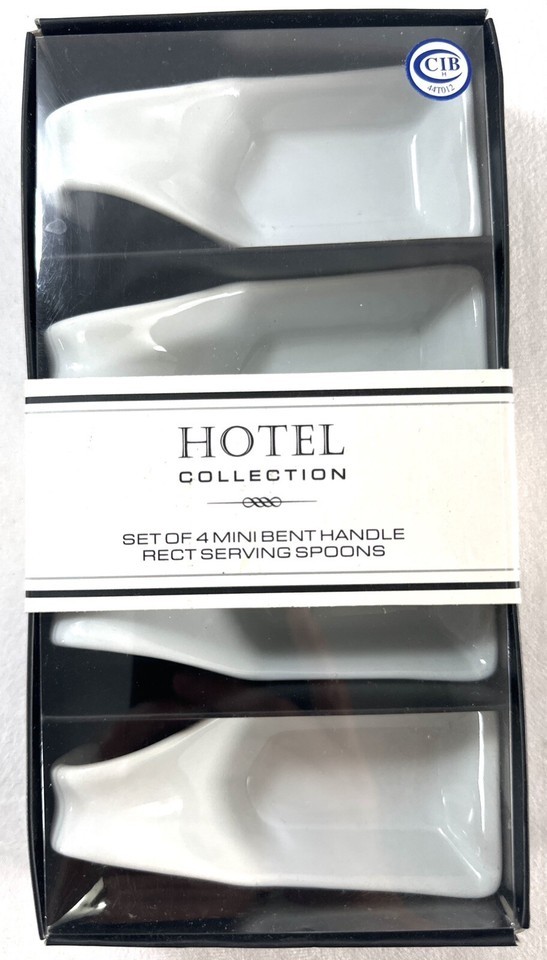 CIB
H
44T012
HOTEL
COLLECTION
SET OF 4 MINI BENT HANDLE
RECT SERVING SPOONS